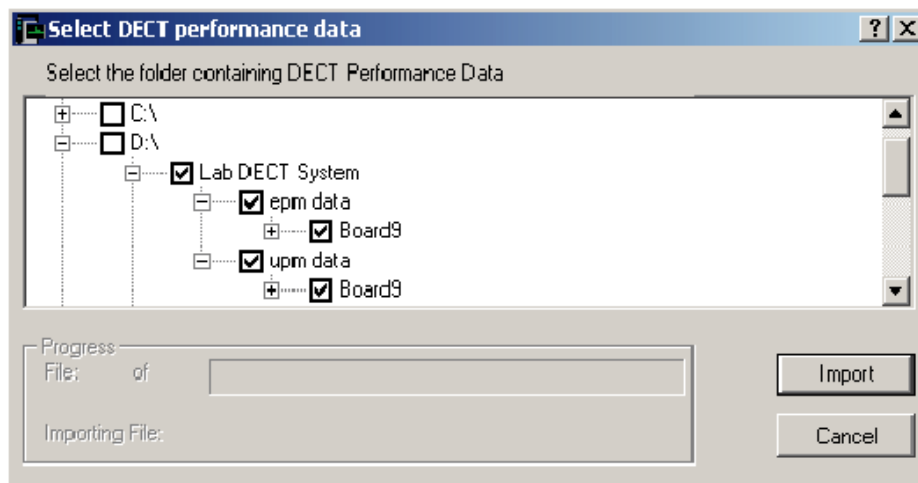 Select DECT performance data
Select the folder containing DECT Performance Data
C:\
D:\
Lab DECT System
epm data
Board9
upm data
Board9
Progress
File: of
Import
Importing File:
Cancel